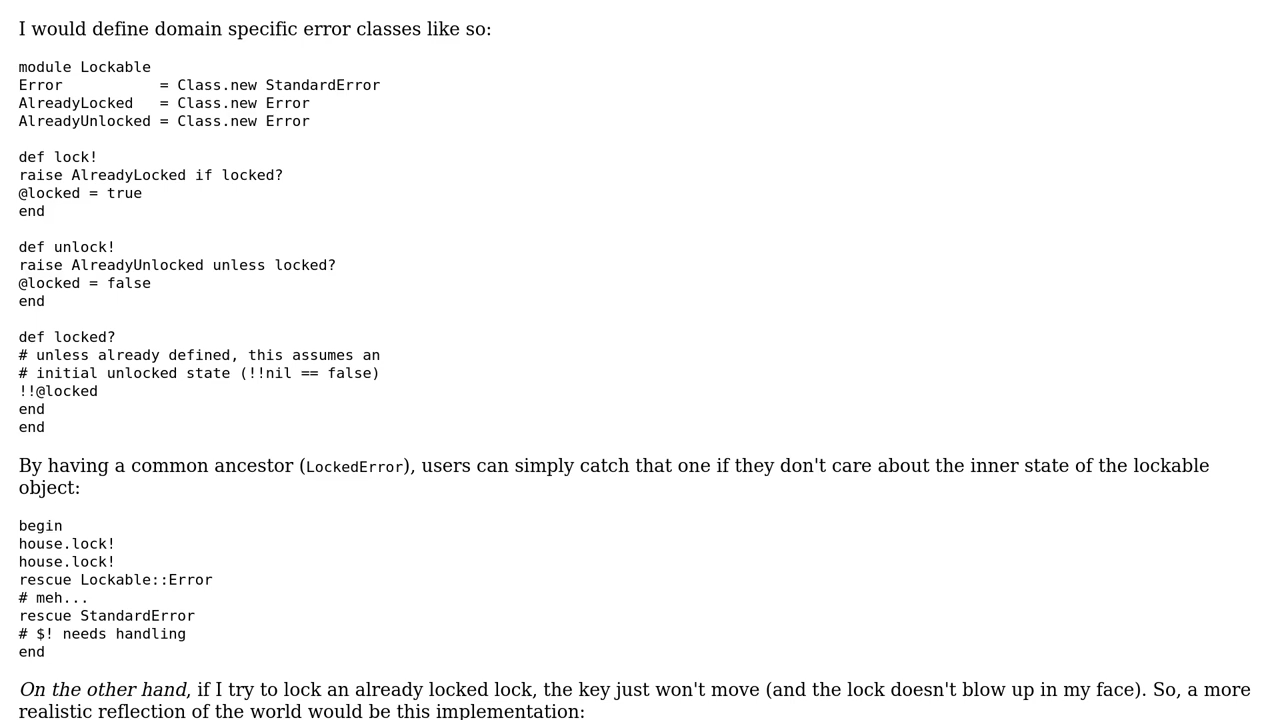 I would define domain specific error classes like so:
module Lockable
Error           = Class.new StandardError
AlreadyLocked   = Class.new Error
AlreadyUnlocked = Class.new Error
def lock!
raise AlreadyLocked if locked?
@locked = true
end
def unlock!
raise AlreadyUnlocked unless locked?
@locked = false
end
def locked?
# unless already defined, this assumes an
# initial unlocked state (!!nil == false)
!!@locked
end
end
By having a common ancestor (LockedError), users can simply catch that one if they don't care about the inner state of the lockable
object:
begin
house.lock!
house.lock!
rescue Lockable::Error
# meh...
rescue StandardError
# $! needs handling
end
On the other hand, if I try to lock an already locked lock, the key just won't move (and the lock doesn't blow up in my face). So, a more
realistic reflection of the world would be this implementation: